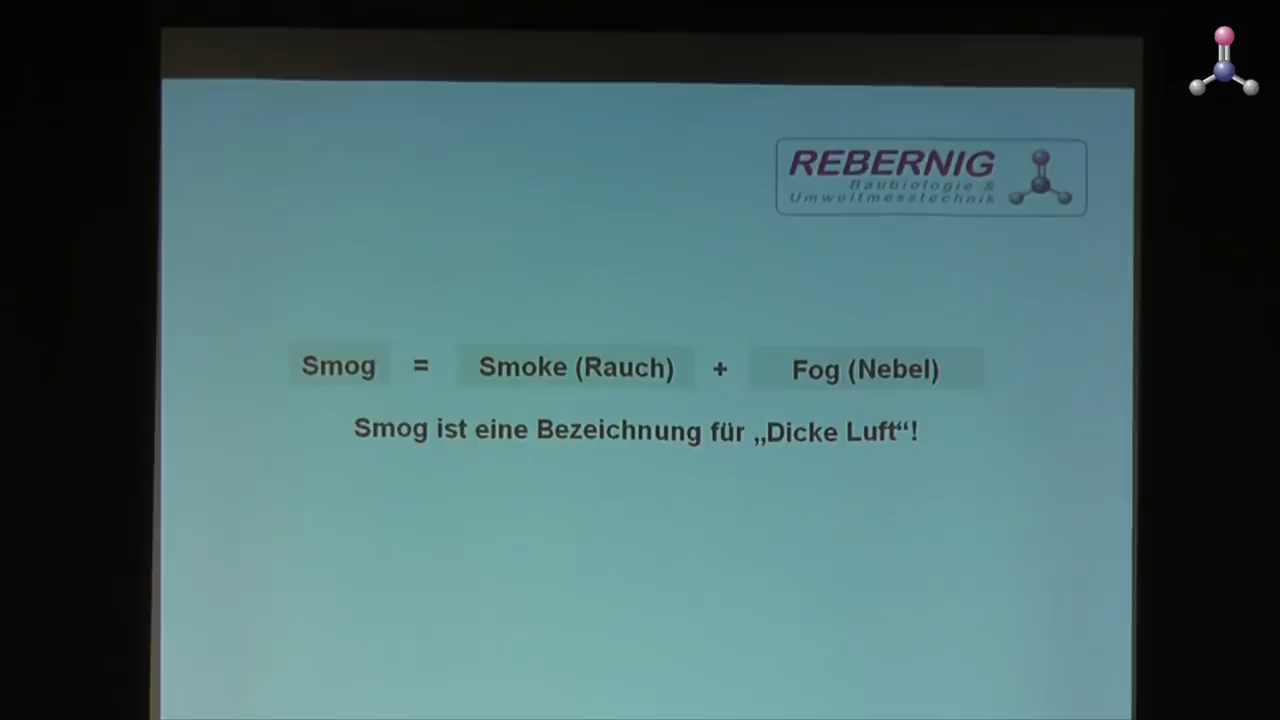 REBERNIG
Baubiologie &
Umweltmesstechnik
Smog = Smoke (Rauch) + Fog (Nebel)
Smog ist eine Bezeichnung für „Dicke Luft“!